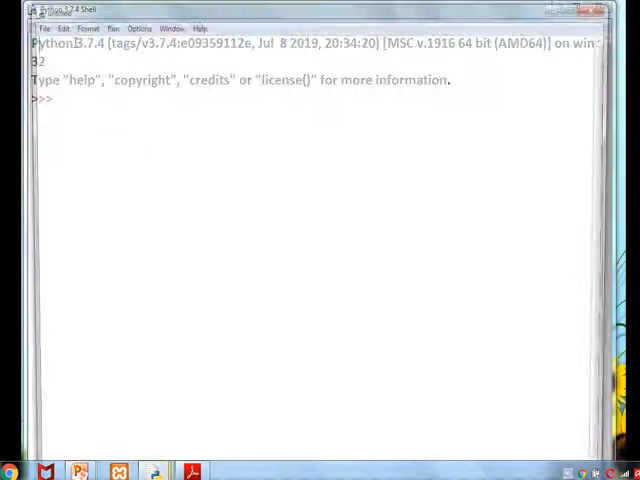 Python 3.7.4 Shell
Untitled
File Edit Format Run Options Window Help
Python 3.7.4 (tags/v3.7.4:e09359112e, Jul 8 2019, 20:34:20) [MSC v.1916 64 bit (AMD64)] on win
32
Type "help", "copyright", "credits" or "license()" for more information.
>>>